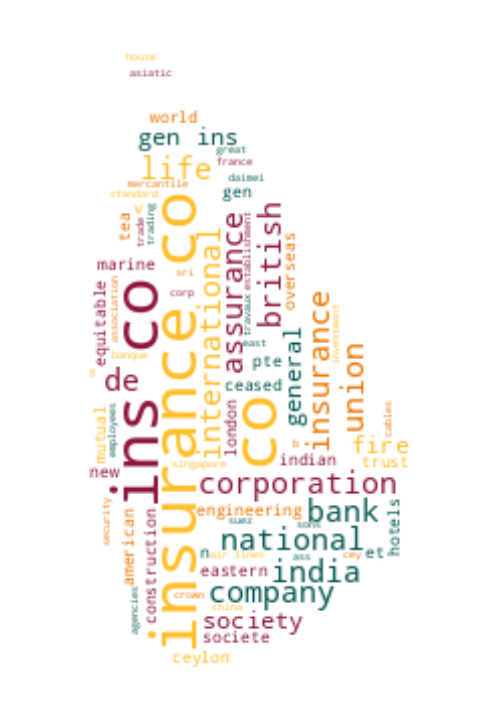 house
asiatic
world
gen ins
great
france
life
daimei
mercantile
gen
standard
insurance co
v
tea
trade
trading
assurance
establishment
british
international
overseas
marine
sri
equitable
association
ins co
corp
travaux
east
general
insurance
investment
union
banque
pte
de
ceased
co
mutual
employees
london
b
cables
fire
new
singapore
indian
trust
corporation
security
american
construction
engineering
bank
hotels
suez
sons
national
n
air lines
ass
cey
et
eastern
india
crown
company
agencies
china
society
societe
ceylon